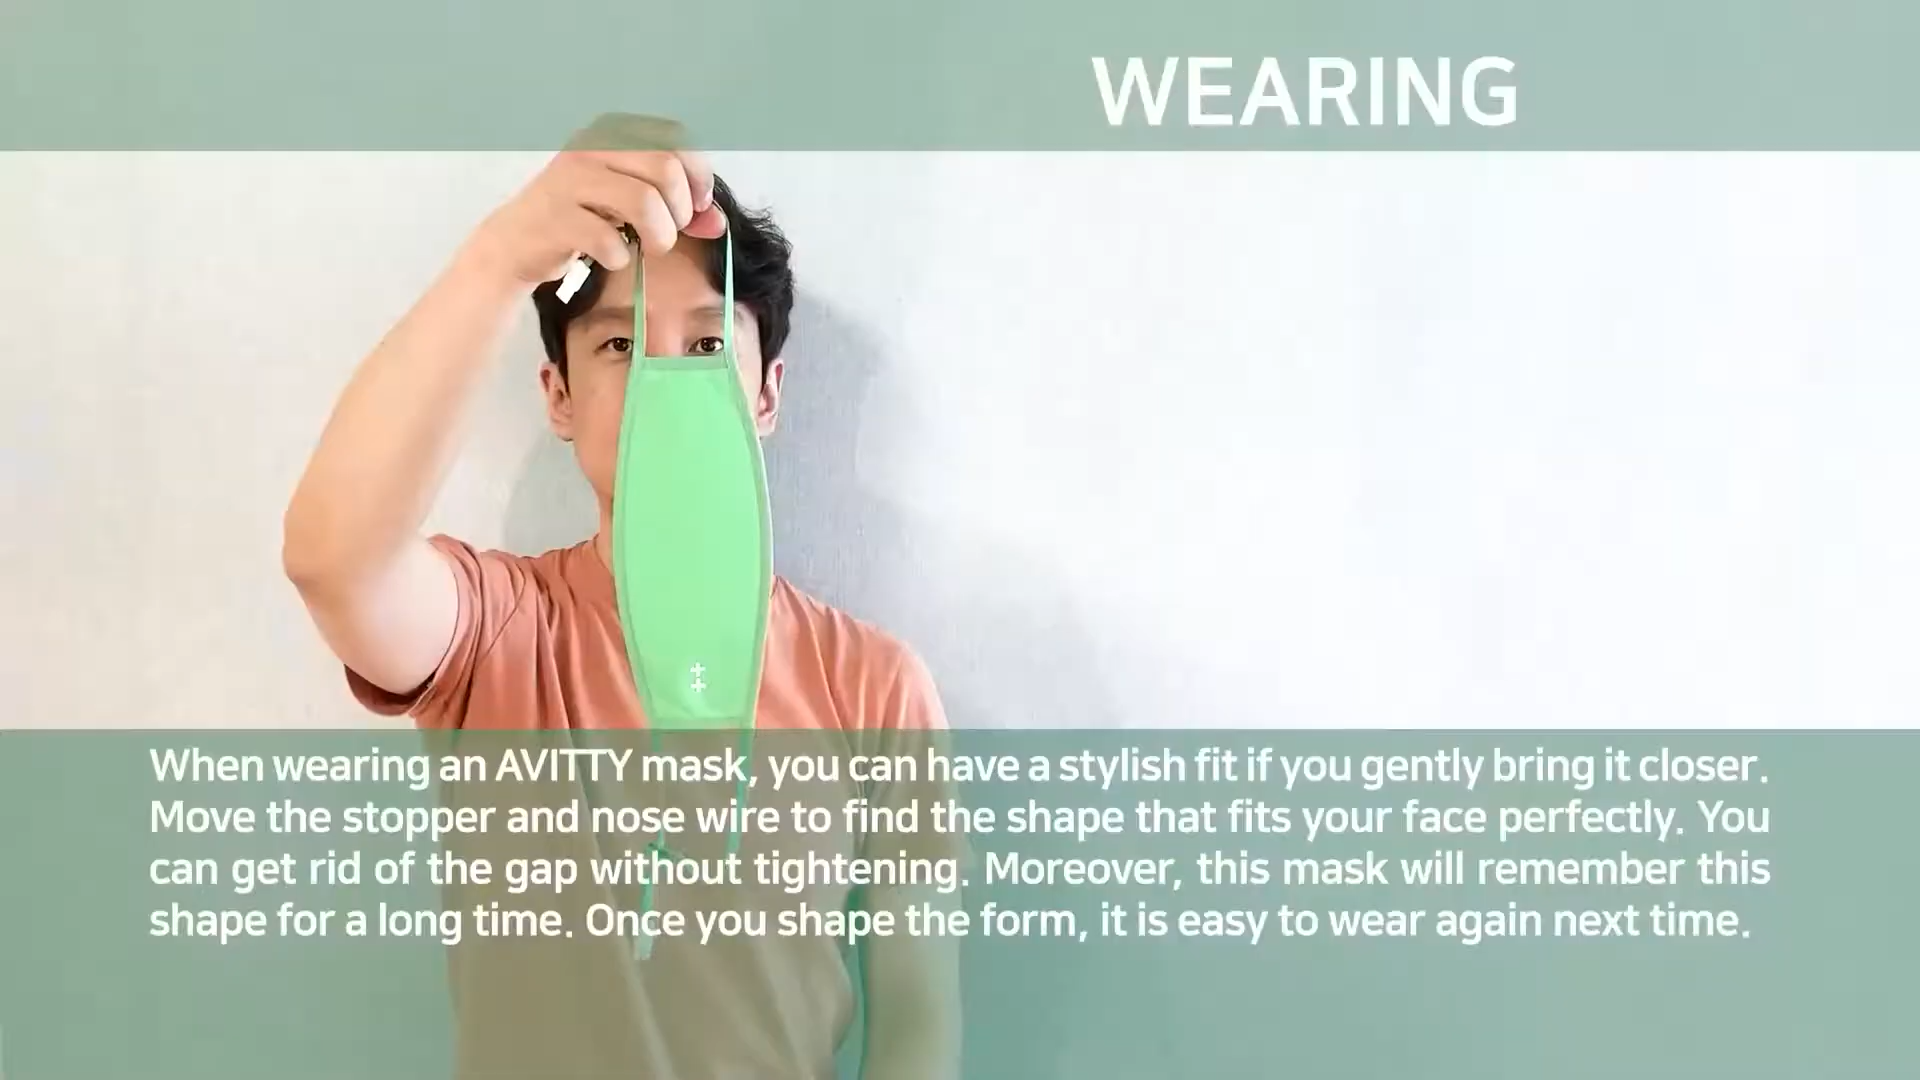 WEARING
When wearing an AVITTY mask, you can have a stylish fit if you gently bring it closer.
Move the stopper and nose wire to find the shape that fits your face perfectly. You
can get rid of the gap without tightening. Moreover, this mask will remember this
shape for a long time. Once you shape the form, it is easy to wear again next time.